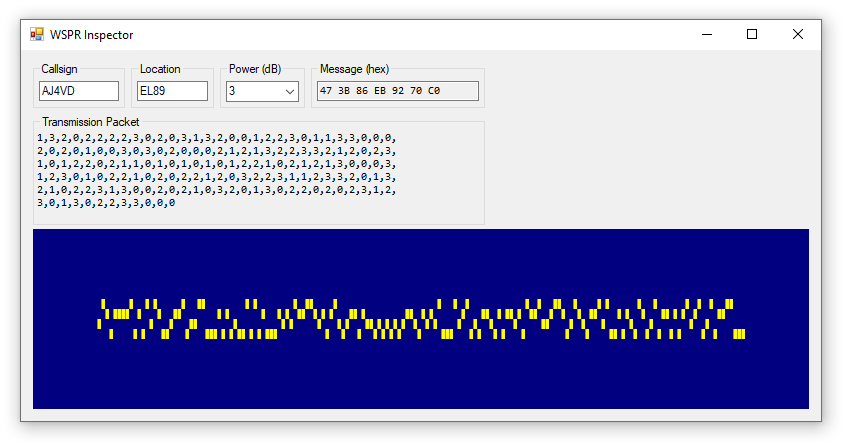 WSPR Inspector
Callsign Location Power (dB) Message (hex)
AJ4VD EL89 3 47 3B 86 EB 92 70 C0
Transmission Packet
1,3,2,0,2,2,2,2,3,0,2,0,3,1,3,2,0,0,1,2,2,3,0,1,1,3,3,0,0,0,
2,0,2,0,1,0,0,3,0,3,0,2,0,0,0,2,1,2,1,3,2,2,3,3,2,1,2,0,2,3,
1,0,1,2,2,0,2,1,1,0,1,0,1,0,1,0,1,2,2,1,0,2,1,2,1,3,0,0,0,3,
1,2,3,0,1,0,2,2,1,0,2,0,2,2,1,2,0,3,2,2,3,1,1,2,3,3,2,0,1,3,
2,1,0,2,2,3,1,3,0,0,2,0,2,1,0,3,2,0,1,3,0,2,2,0,2,0,2,3,1,2,
3,0,1,3,0,2,2,3,3,0,0,0